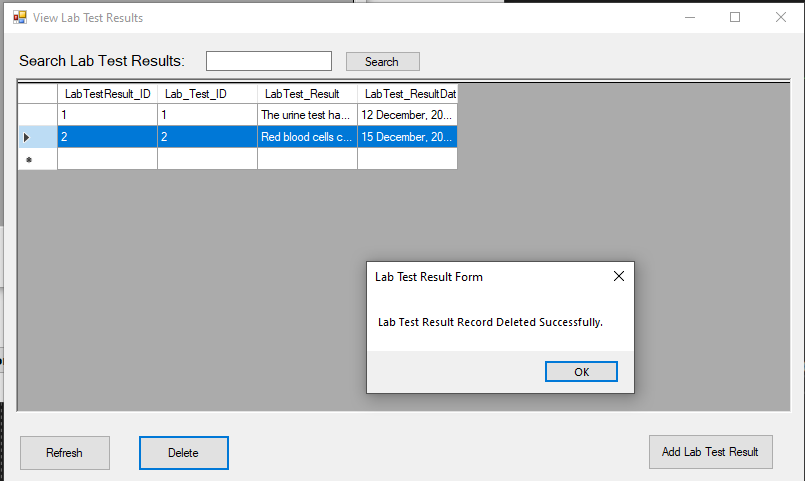 View Lab Test Results
Search Lab Test Results:
Search
LabTestResult_ID Lab_Test_ID LabTest_Result LabTest_ResultDat
1 1 The urine test ha... 12 December, 20...
2 2 Red blood cells c... 15 December, 20...
Lab Test Result Form
Lab Test Result Record Deleted Successfully.
OK
Refresh
Delete
Add Lab Test Result